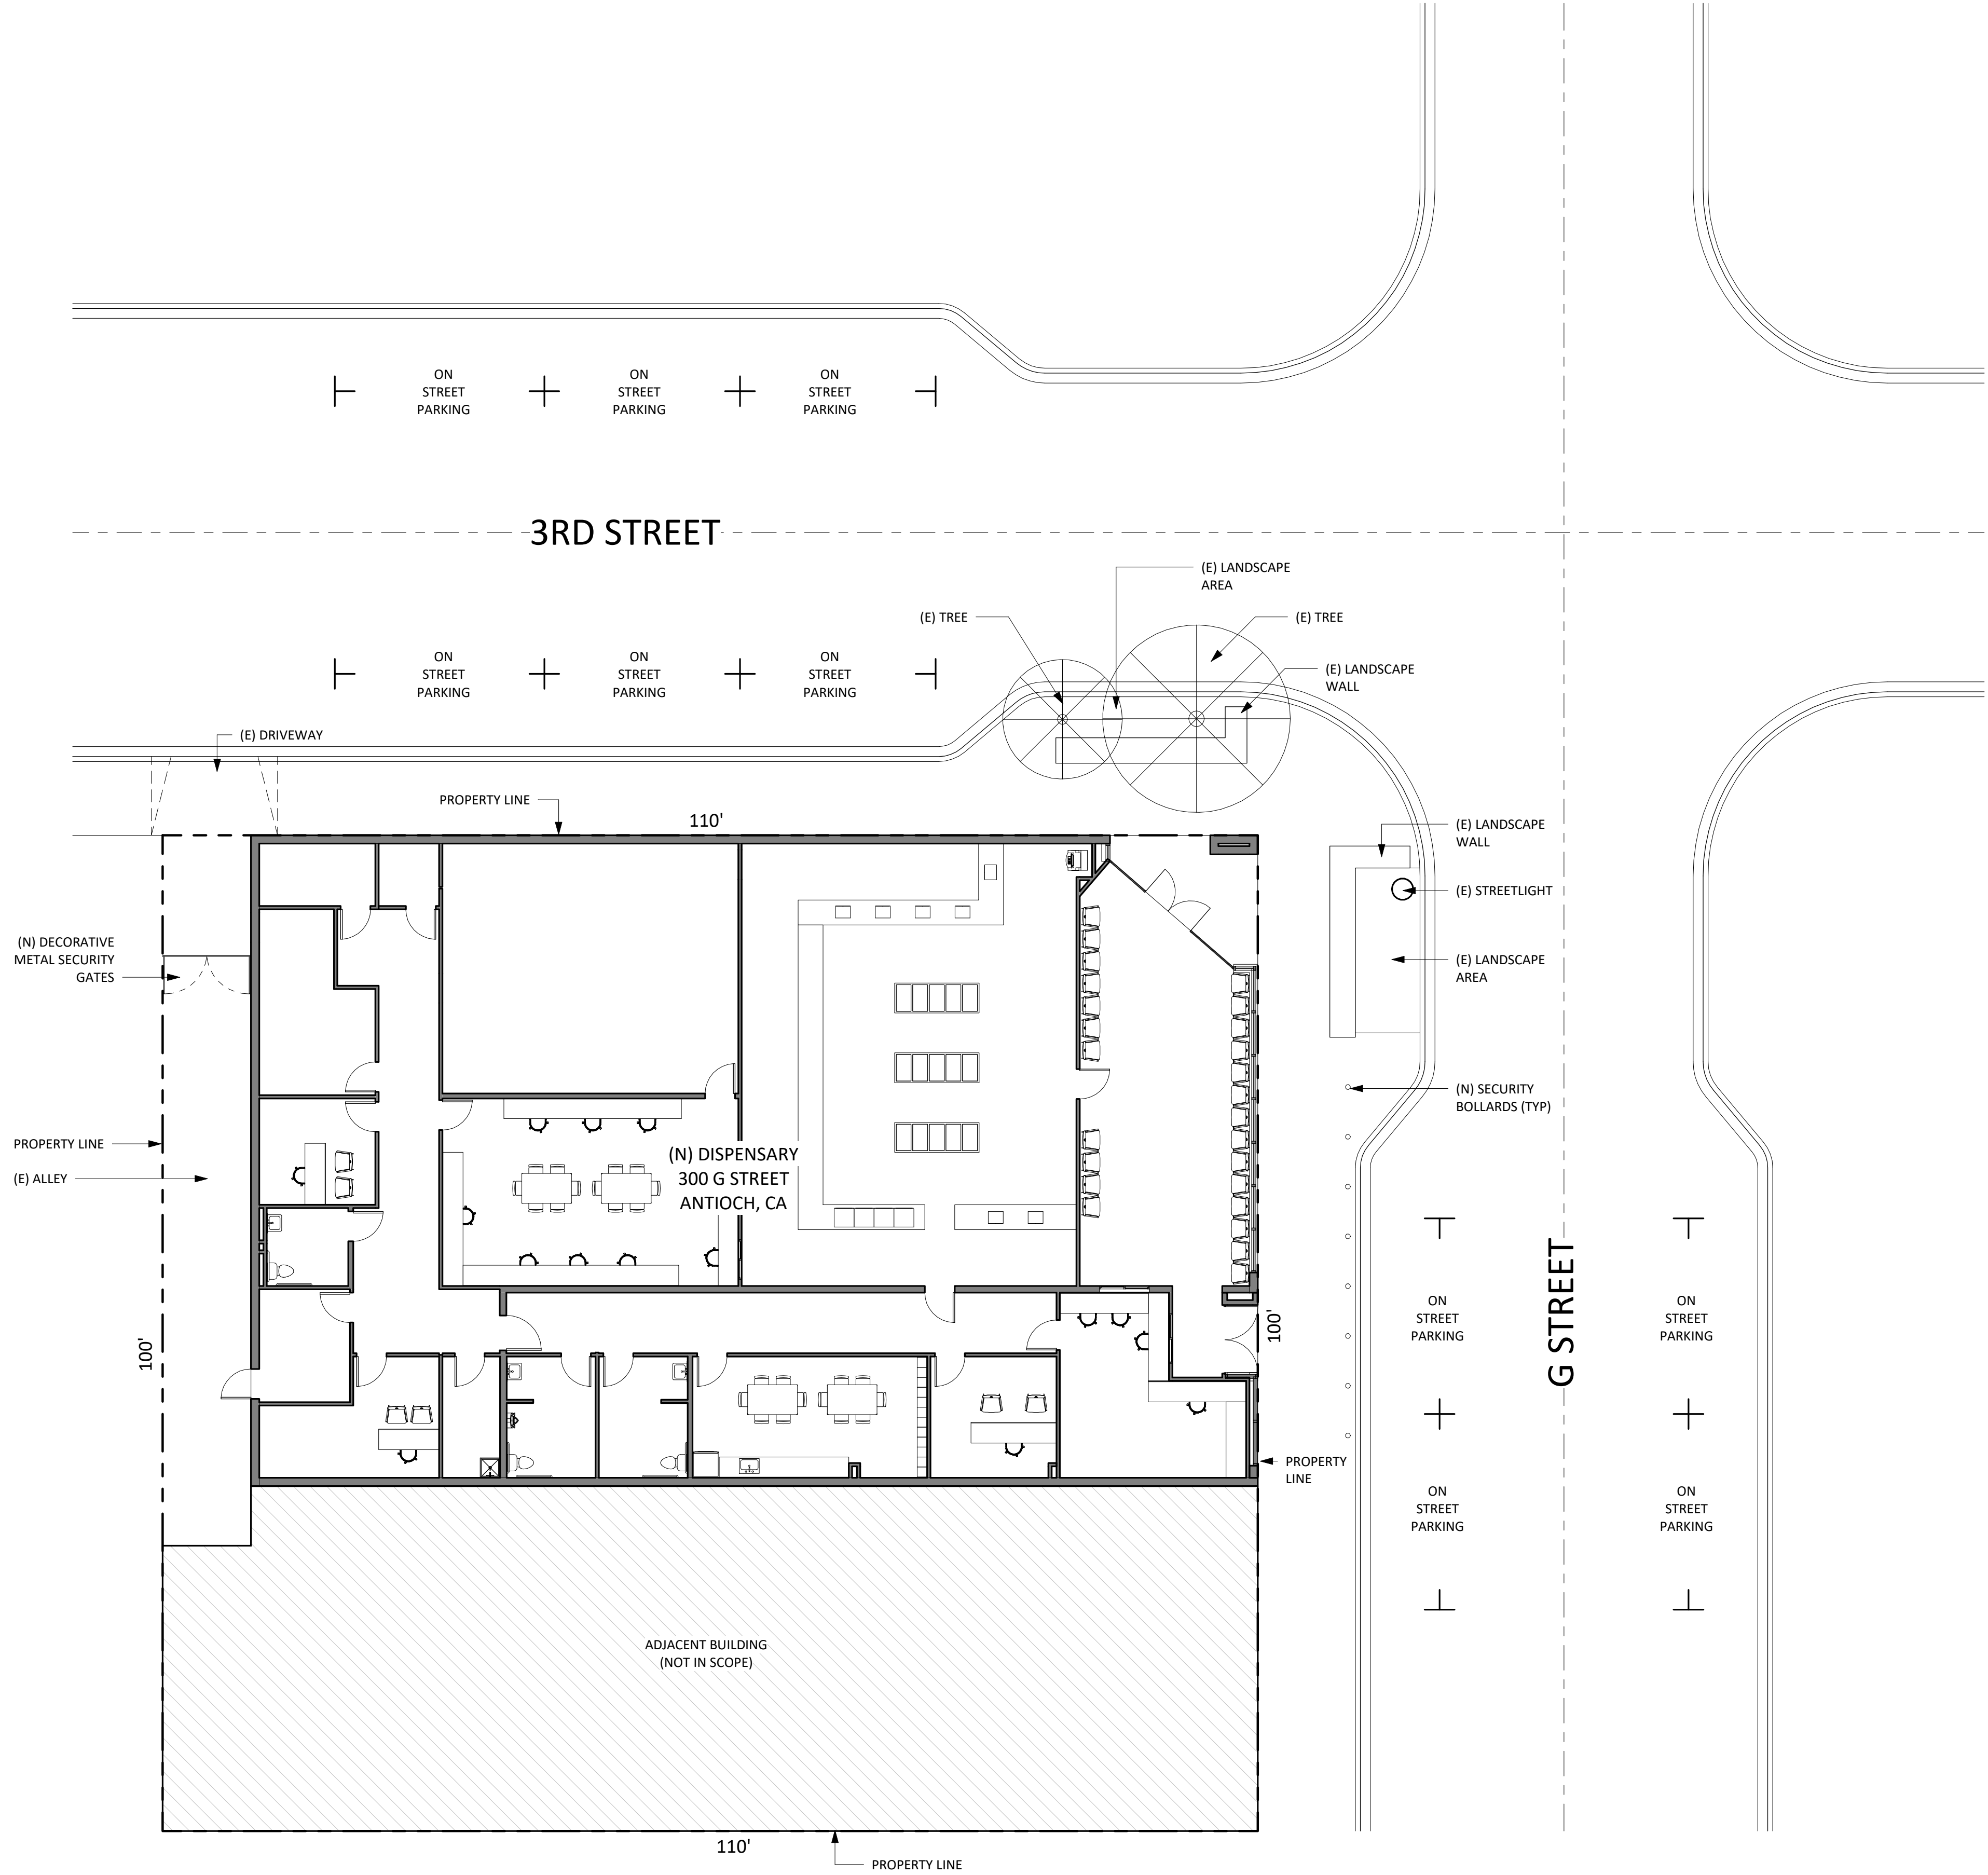 ON
STREET
PARKING
ON
STREET
PARKING
ON
STREET
PARKING
3RD STREET
(E) LANDSCAPE
AREA
(E) TREE
(E) TREE
ON
STREET
PARKING
ON
STREET
PARKING
ON
STREET
PARKING
(E) LANDSCAPE
WALL
(E) DRIVEWAY
PROPERTY LINE
110'
(E) LANDSCAPE
WALL
(E) STREETLIGHT
(N) DECORATIVE
METAL SECURITY
GATES
(E) LANDSCAPE
AREA
(N) SECURITY
BOLLARDS (TYP)
PROPERTY LINE
(E) ALLEY
(N) DISPENSARY
300 G STREET
ANTIOCH, CA
100'
100'
G STREET
ON
STREET
PARKING
ON
STREET
PARKING
PROPERTY
LINE
ON
STREET
PARKING
ON
STREET
PARKING
ADJACENT BUILDING
(NOT IN SCOPE)
110'
PROPERTY LINE